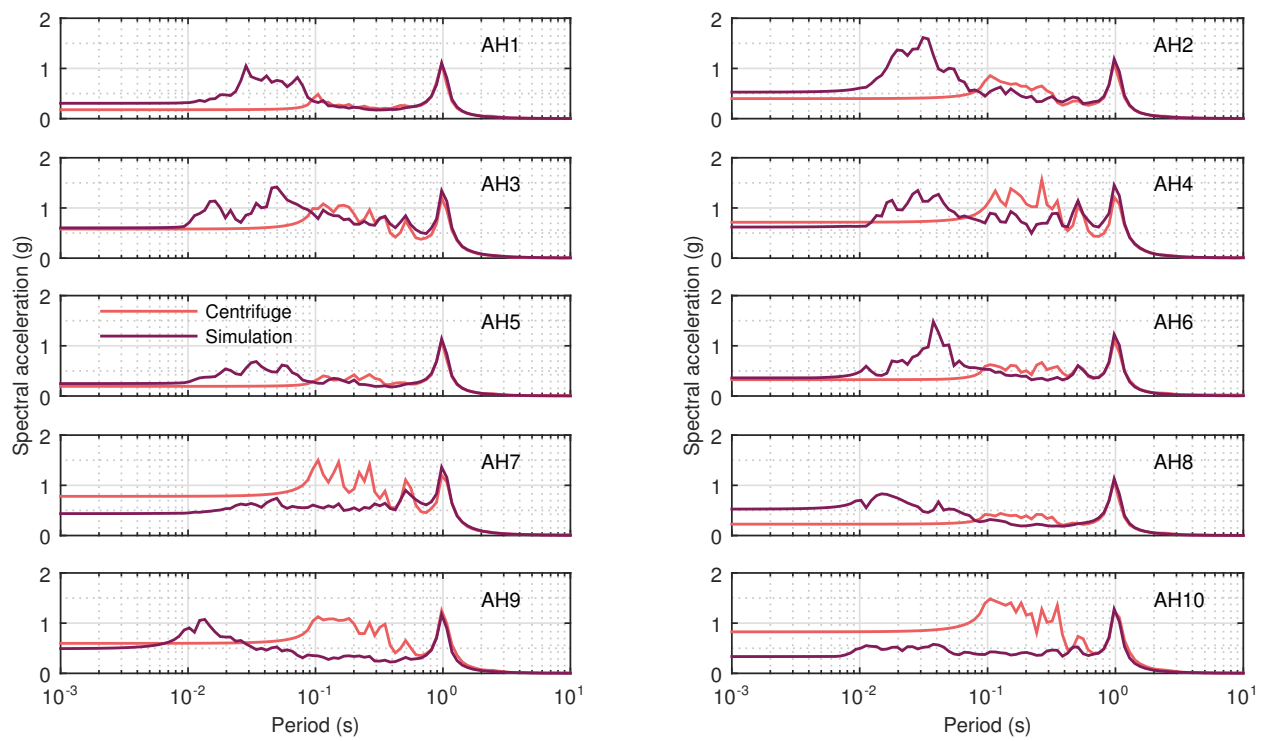 2
1
0
AH1
2
1
0
AH2
2
1
0
AH3
2
1
0
AH4
Spectral acceleration (g)
Spectral acceleration (g)
2
1
0
Centrifuge
Simulation
AH5
2
1
0
AH6
2
1
0
AH7
2
1
0
AH8
2
1
0
AH9
2
1
0
AH10
10⁻³ 10⁻² 10⁻¹ 10⁰ 10¹
Period (s)
10⁻³ 10⁻² 10⁻¹ 10⁰ 10¹
Period (s)